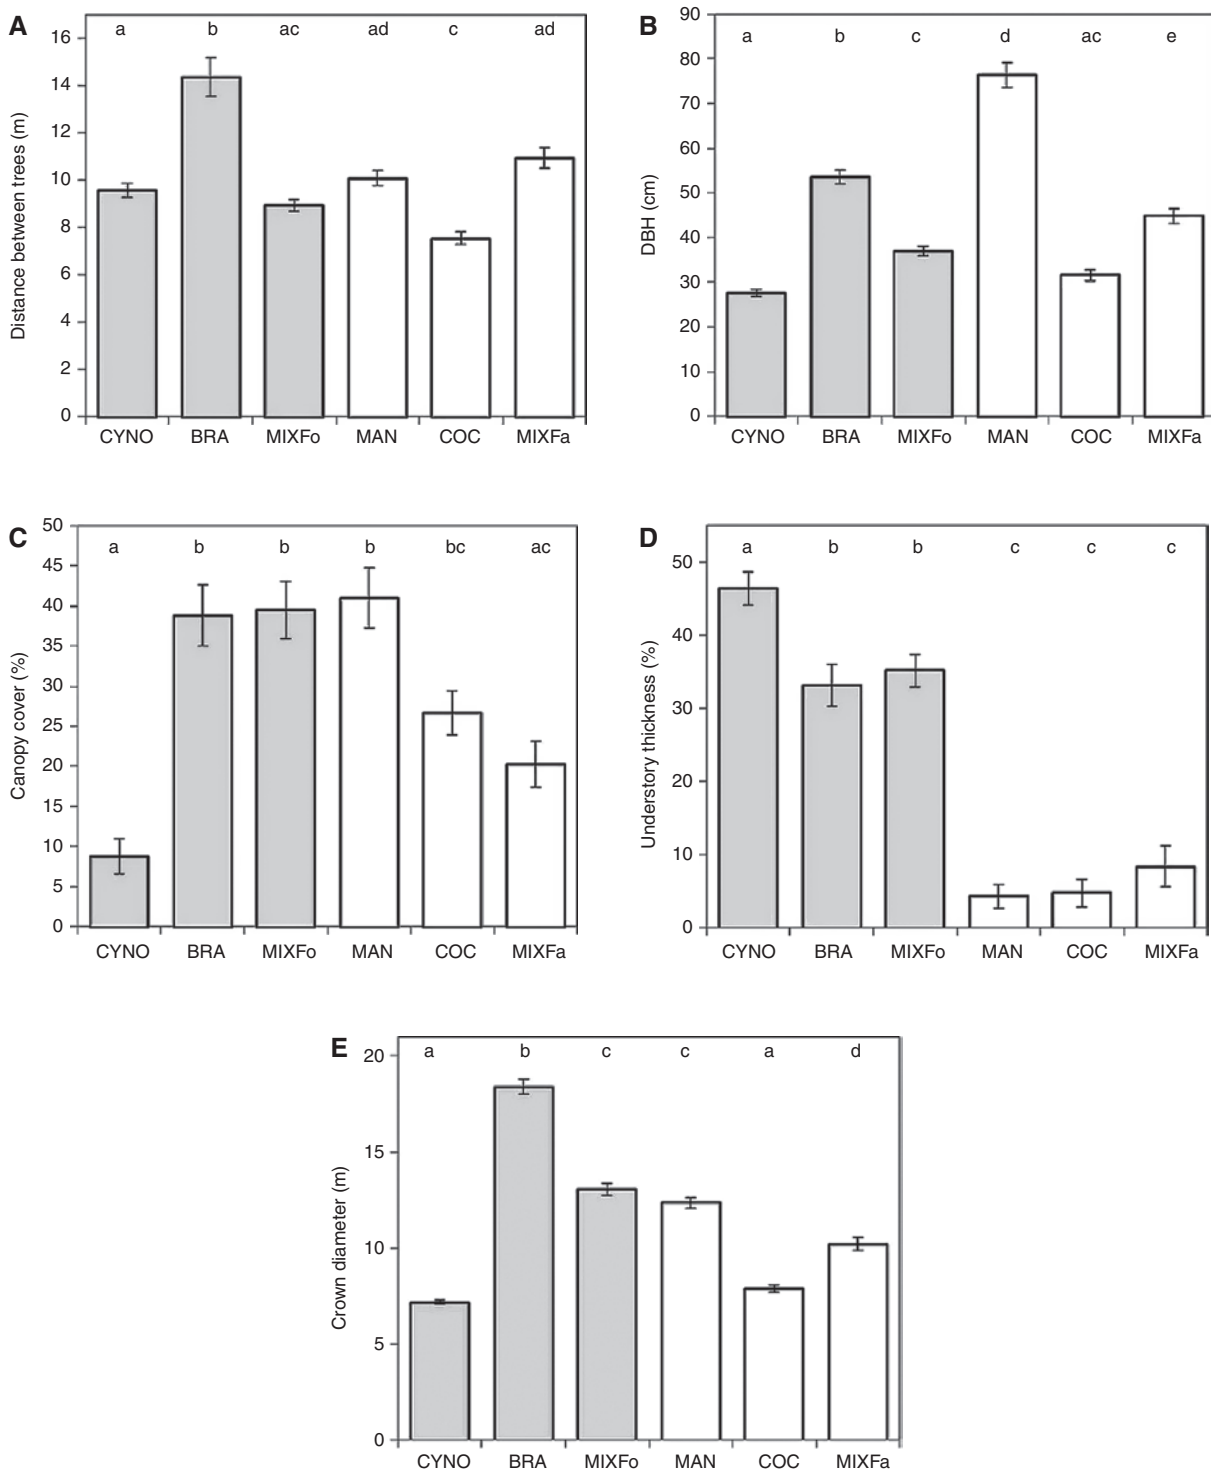 A
a b ac ad c ad
Distance between trees (m)
16
14
12
10
8
6
4
2
0
CYNO BRA MIXFo MAN COC MIXFa
B
a b c d ac e
DBH (cm)
90
80
70
60
50
40
30
20
10
0
CYNO BRA MIXFo MAN COC MIXFa
C
a b b b bc ac
Canopy cover (%)
50
45
40
35
30
25
20
15
10
5
0
CYNO BRA MIXFo MAN COC MIXFa
D
a b b c c c
Understory thickness (%)
50
40
30
20
10
0
CYNO BRA MIXFo MAN COC MIXFa
E
a b c c a d
Crown diameter (m)
20
15
10
5
0
CYNO BRA MIXFo MAN COC MIXFa